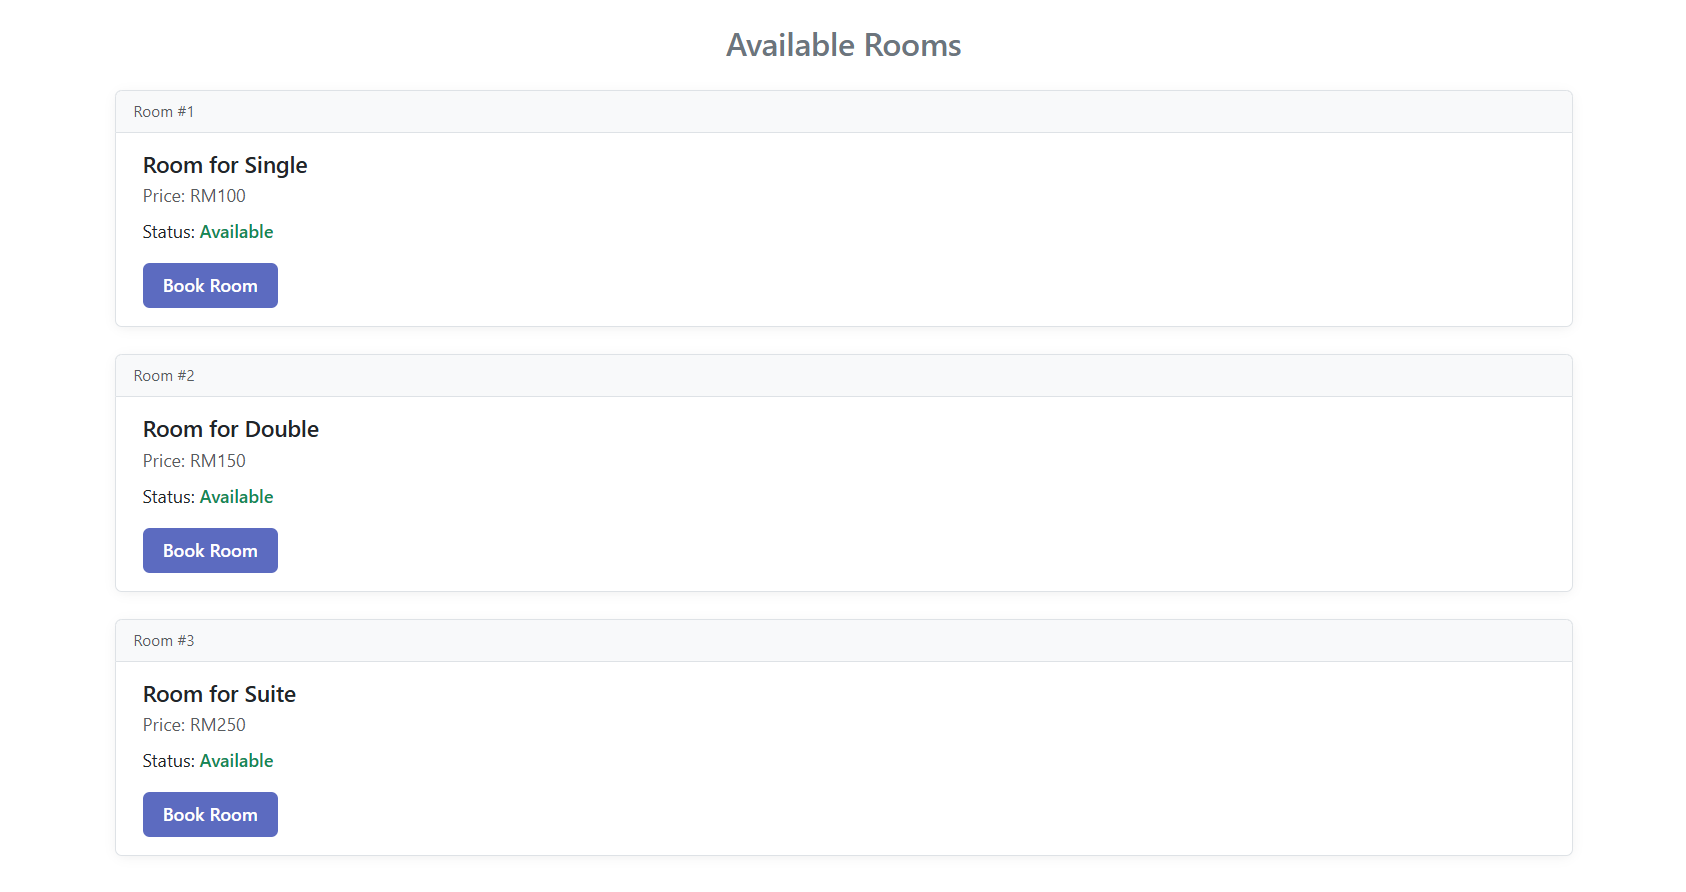 Available Rooms
Room #1
Room for Single
Price: RM100
Status: Available
Book Room
Room #2
Room for Double
Price: RM150
Status: Available
Book Room
Room #3
Room for Suite
Price: RM250
Status: Available
Book Room